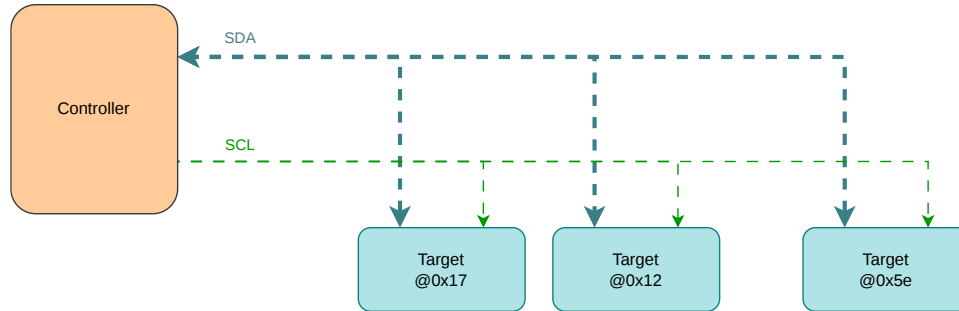 SDA
Controller
SCL
Target
@0x17
Target
@0x12
Target
@0x5e